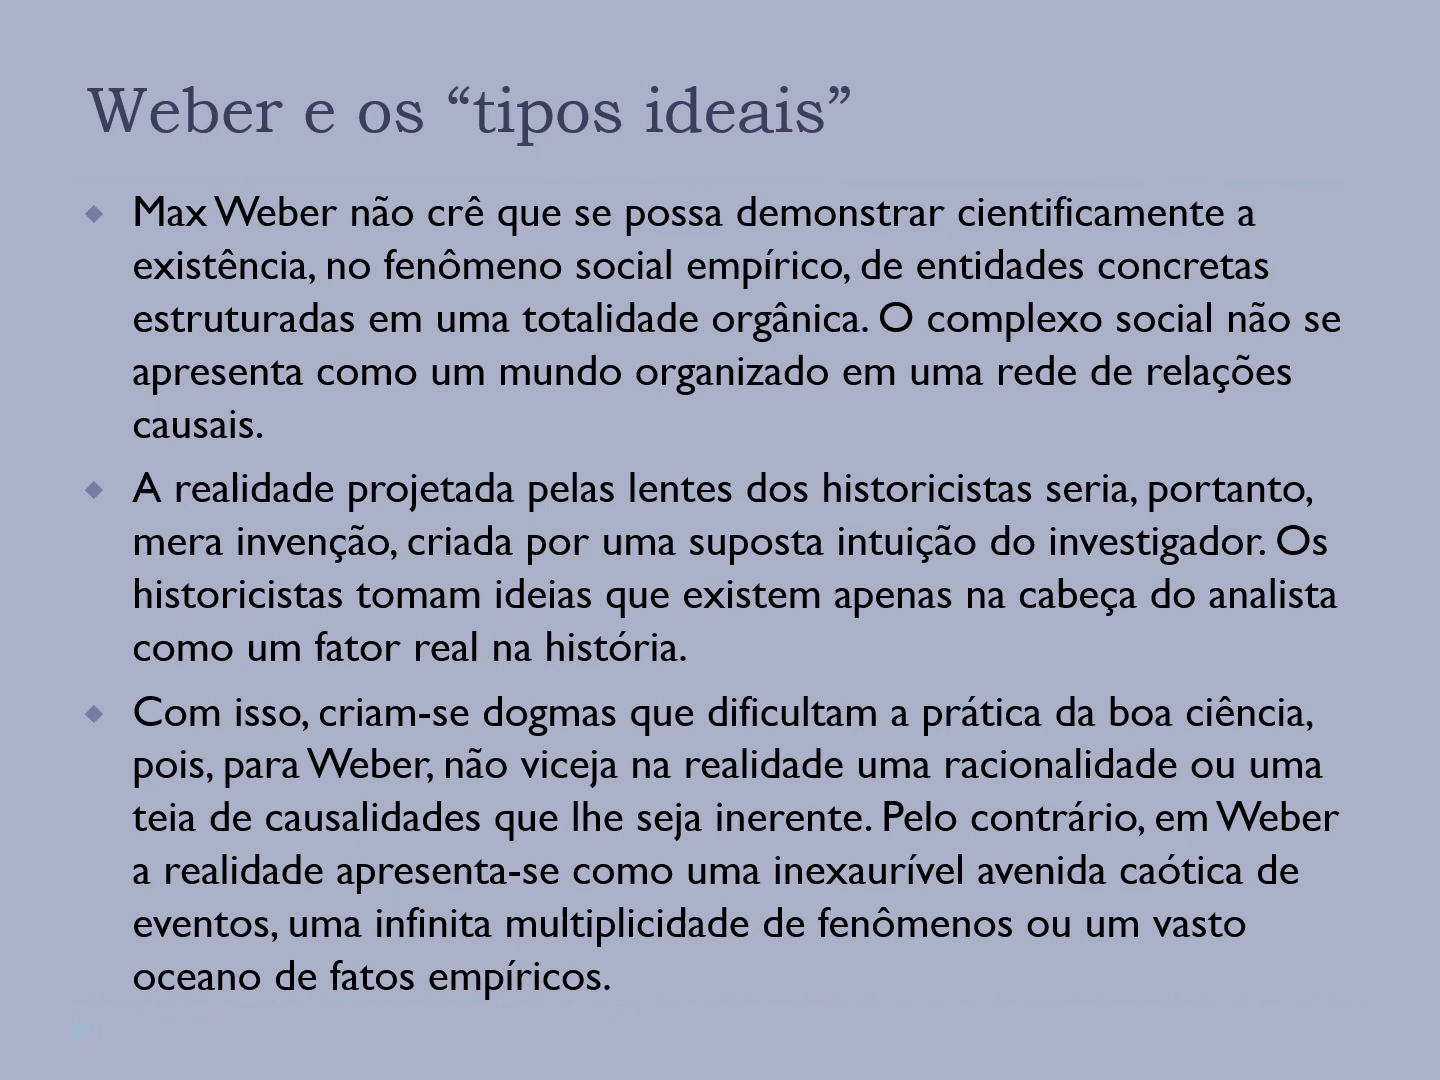 Weber e os “tipos ideais”
Max Weber não crê que se possa demonstrar cientificamente a
existência, no fenômeno social empírico, de entidades concretas
estruturadas em uma totalidade orgânica. O complexo social não se
apresenta como um mundo organizado em uma rede de relações
causais.
A realidade projetada pelas lentes dos historicistas seria, portanto,
mera invenção, criada por uma suposta intuição do investigador. Os
historicistas tomam ideias que existem apenas na cabeça do analista
como um fator real na história.
Com isso, criam-se dogmas que dificultam a prática da boa ciência,
pois, para Weber, não viceja na realidade uma racionalidade ou uma
teia de causalidades que lhe seja inerente. Pelo contrário, em Weber
a realidade apresenta-se como uma inexaurível avenida caótica de
eventos, uma infinita multiplicidade de fenômenos ou um vasto
oceano de fatos empíricos.